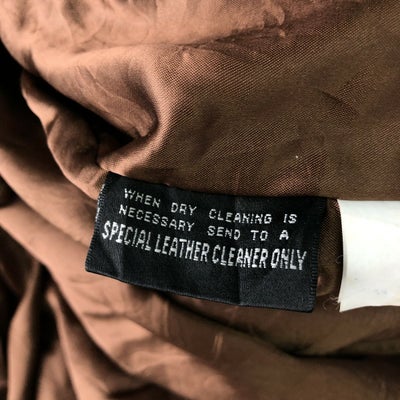 WHEN DRY CLEANING IS
NECESSARY SEND TO A
SPECIAL LEATHER CLEANER ONLY